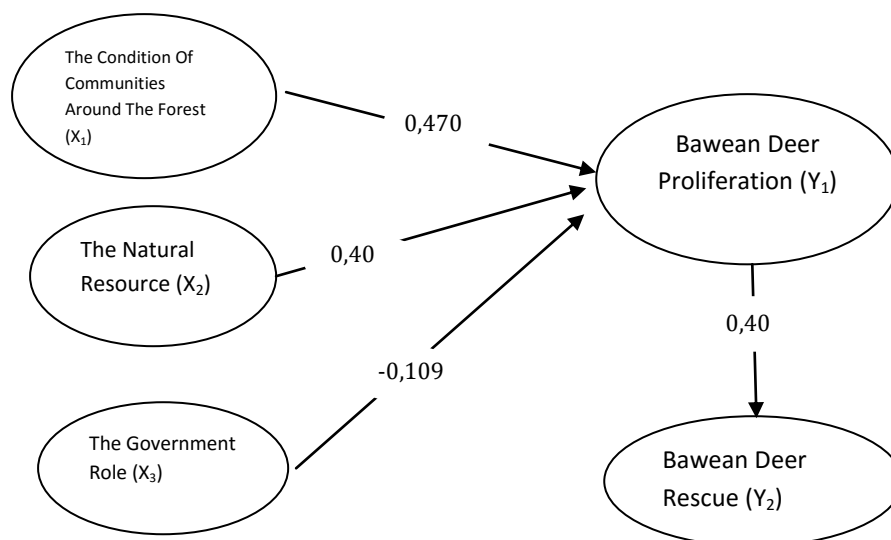 The Condition Of
Communities
Around The Forest
(X₁)
0,470
Bawean Deer
Proliferation (Y₁)
The Natural
Resource (X₂)
0,40
0,40
-0,109
The Government
Role (X₃)
Bawean Deer
Rescue (Y₂)